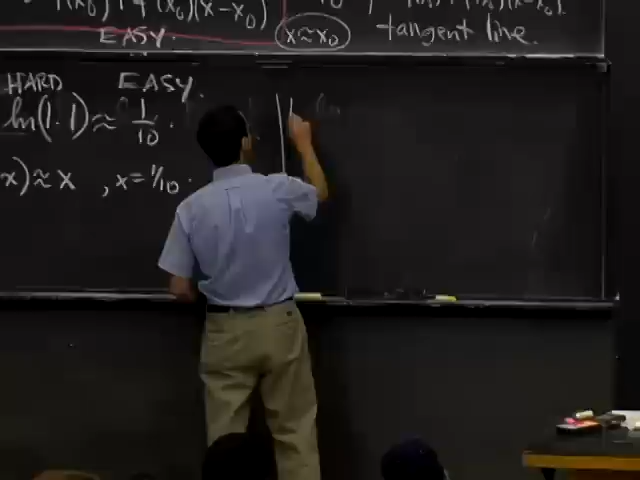 f(x₀) + f'(x₀)(x-x₀)
EASY.
x≈x₀
tangent line.
HARD EASY.
ln(1.1) ≈ 1/10 .
x) ≈ x , x = 1/10 .